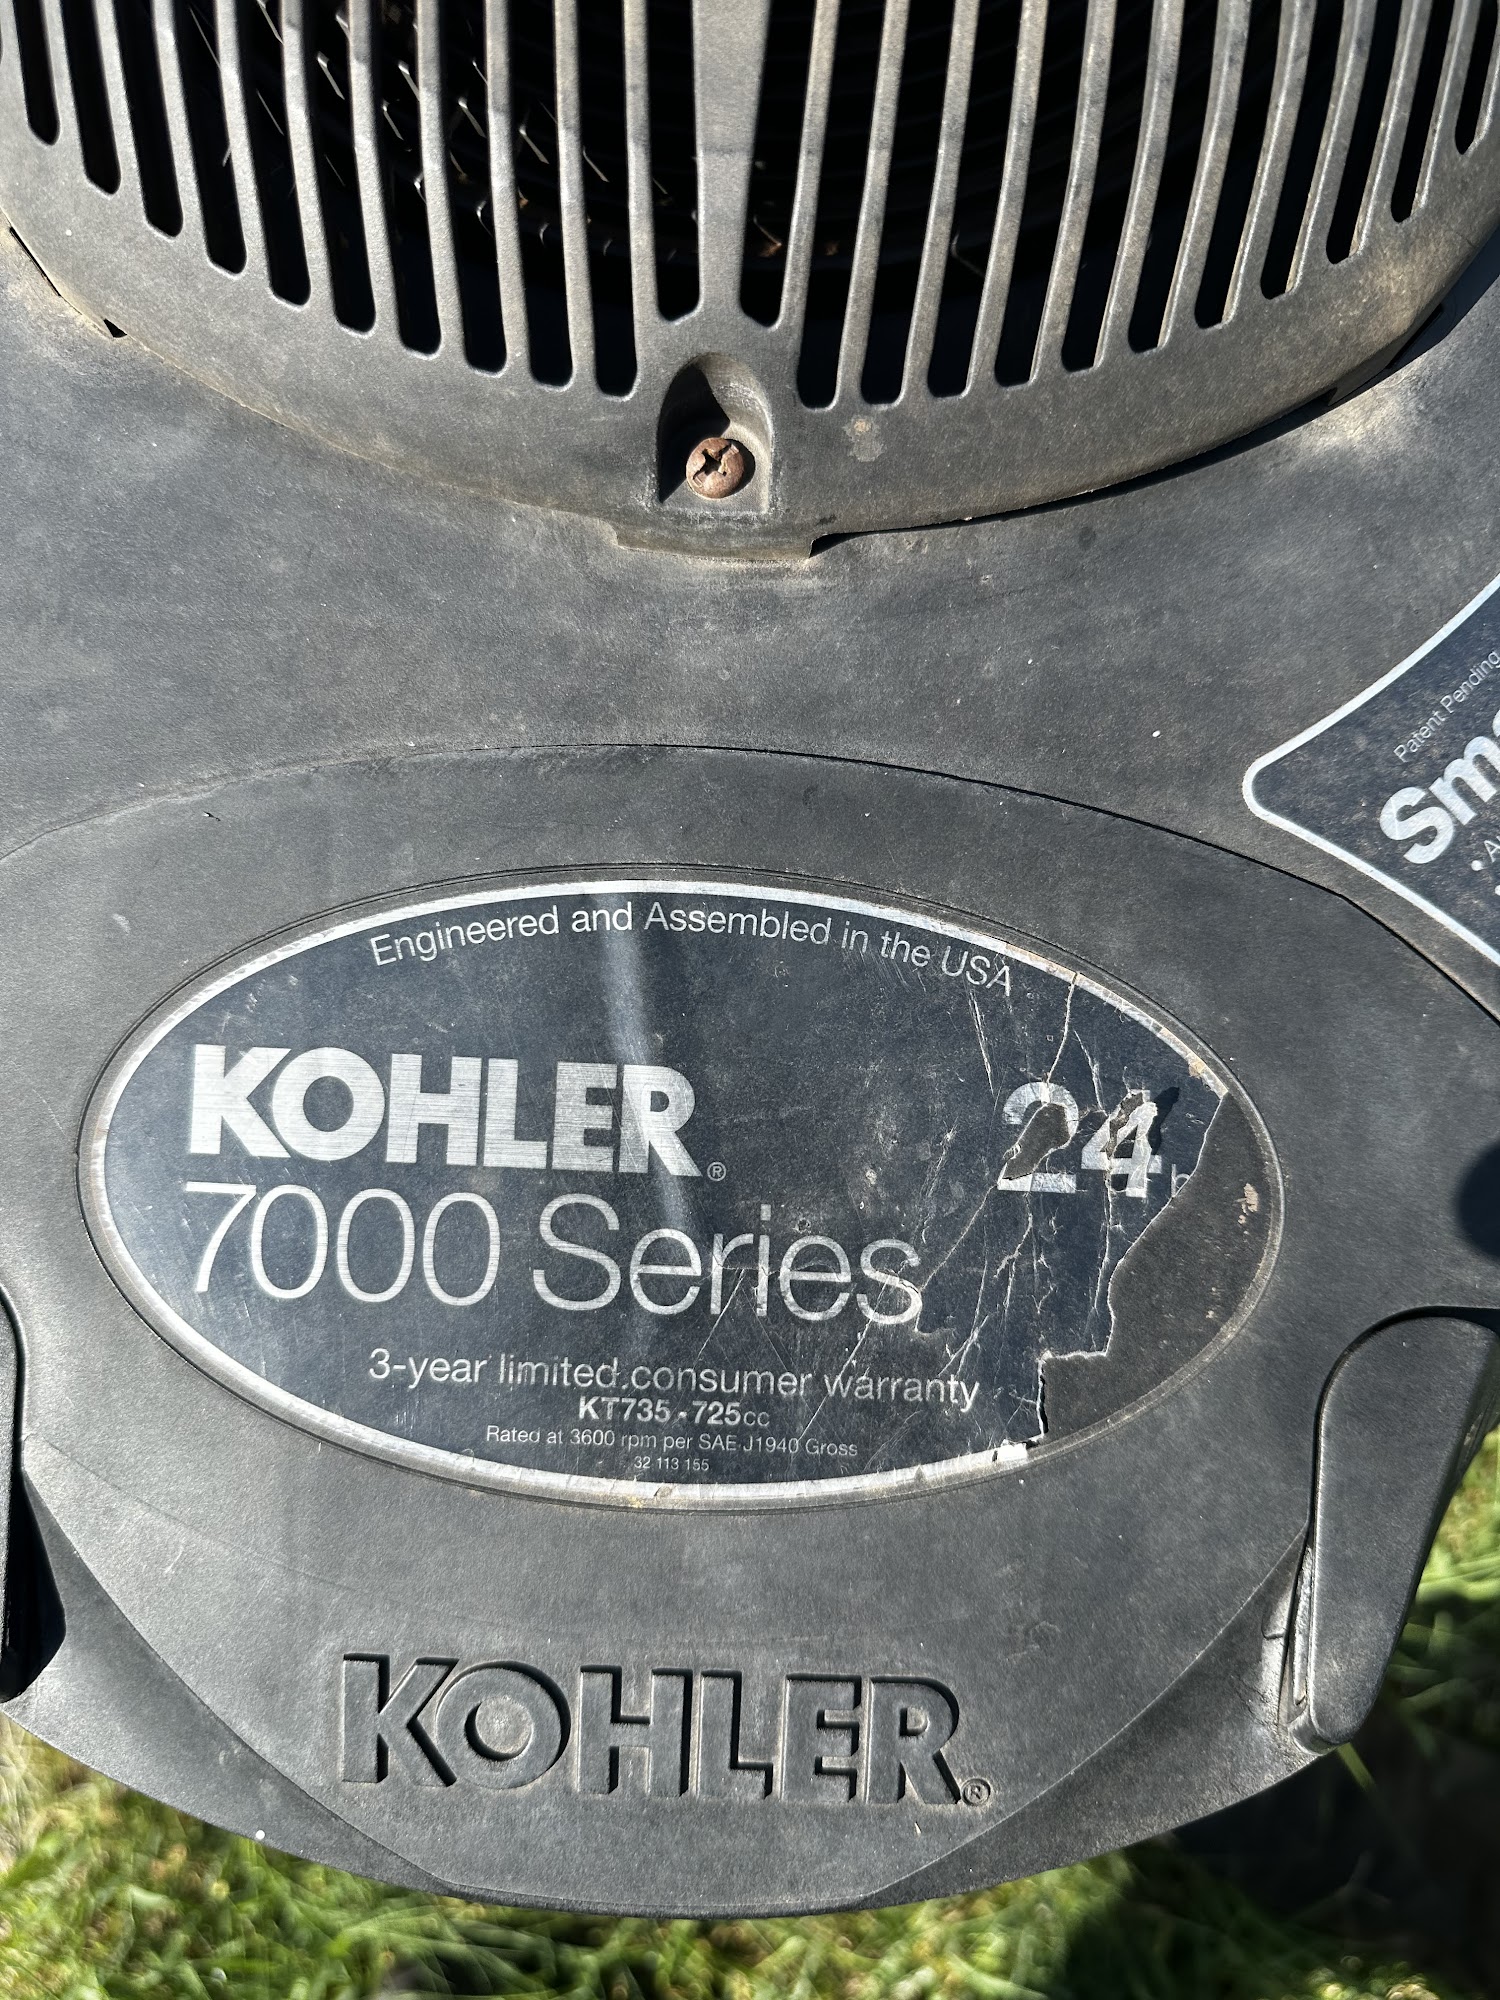 Patent Pending
Engineered and Assembled in the USA
KOHLER®
24
7000 Series
3-year limited consumer warranty
KT735 - 725cc
Rated at 3600 rpm per SAE J1940 Gross
32 113 155
KOHLER®